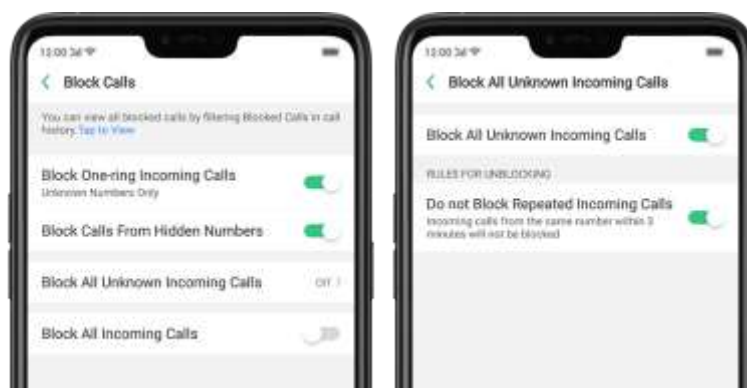 12:00
Block Calls
You can view all blocked calls by filtering Blocked Calls in call
history. Tap to View
Block One-ring Incoming Calls
Unknown Numbers Only
Block Calls From Hidden Numbers
Block All Unknown Incoming Calls Off
Block All Incoming Calls
12:00
Block All Unknown Incoming Calls
Block All Unknown Incoming Calls
RULES FOR UNBLOCKING
Do not Block Repeated Incoming Calls
Incoming calls from the same number within 3
minutes will not be blocked